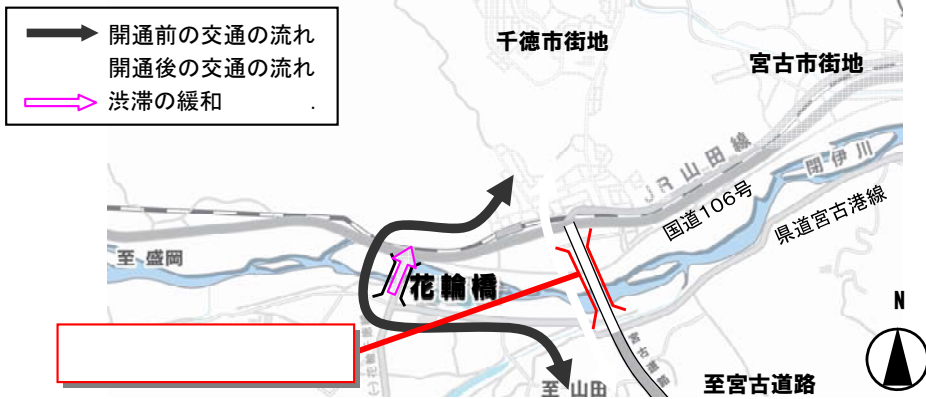 開通前の交通の流れ
開通後の交通の流れ
渋滞の緩和 .
千徳市街地
宮古市街地
JR山田線
閉伊川
国道106号
県道宮古港線
至 盛岡
花輪橋
N
至 山田
至宮古道路